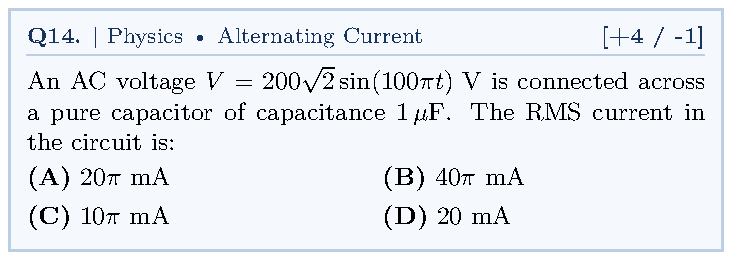 Q14. | Physics • Alternating Current [+4 / -1]
An AC voltage V = 200√2 sin(100πt) V is connected across
a pure capacitor of capacitance 1 μF. The RMS current in
the circuit is:
(A) 20π mA (B) 40π mA
(C) 10π mA (D) 20 mA